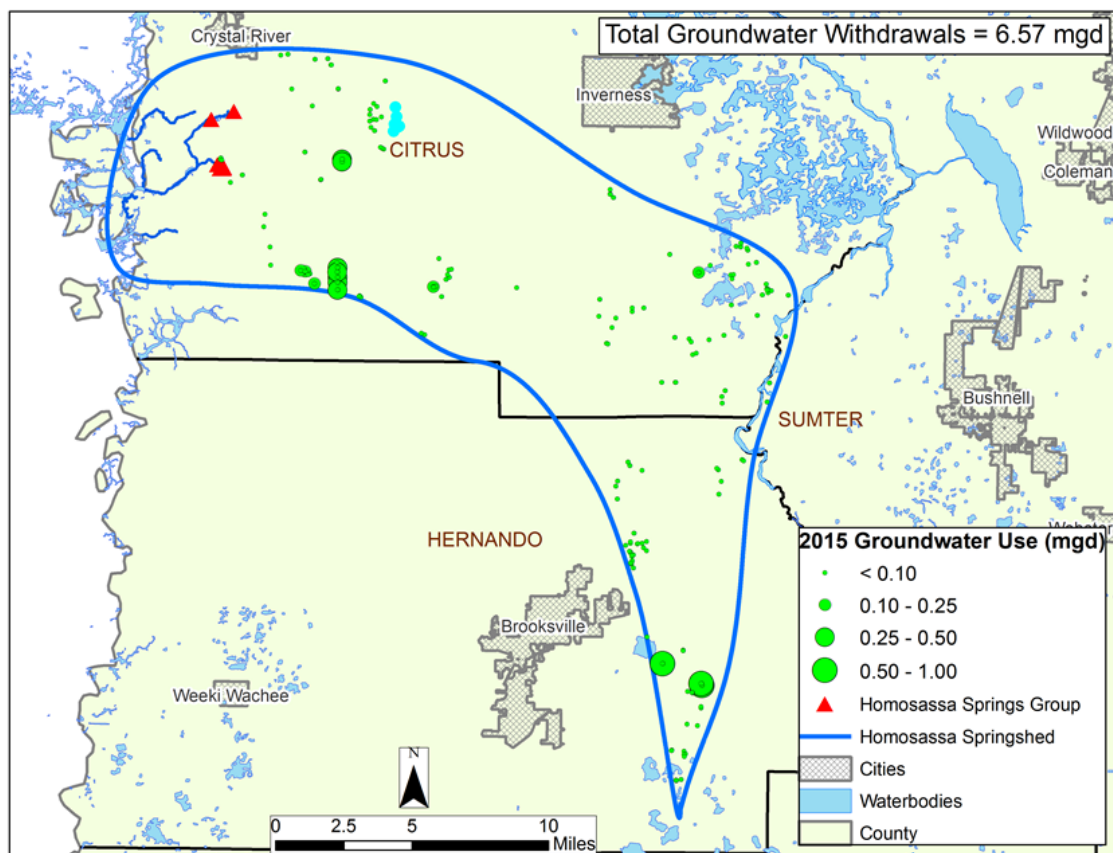 Crystal River
Total Groundwater Withdrawals = 6.57 mgd
Inverness
Wildwood
Coleman
CITRUS
SUMTER
Bushnell
HERNANDO
Brooksville
Weeki Wachee
2015 Groundwater Use (mgd)
< 0.10
0.10 - 0.25
0.25 - 0.50
0.50 - 1.00
Homosassa Springs Group
Homosassa Springshed
Cities
Waterbodies
County
N
0 2.5 5 10
Miles